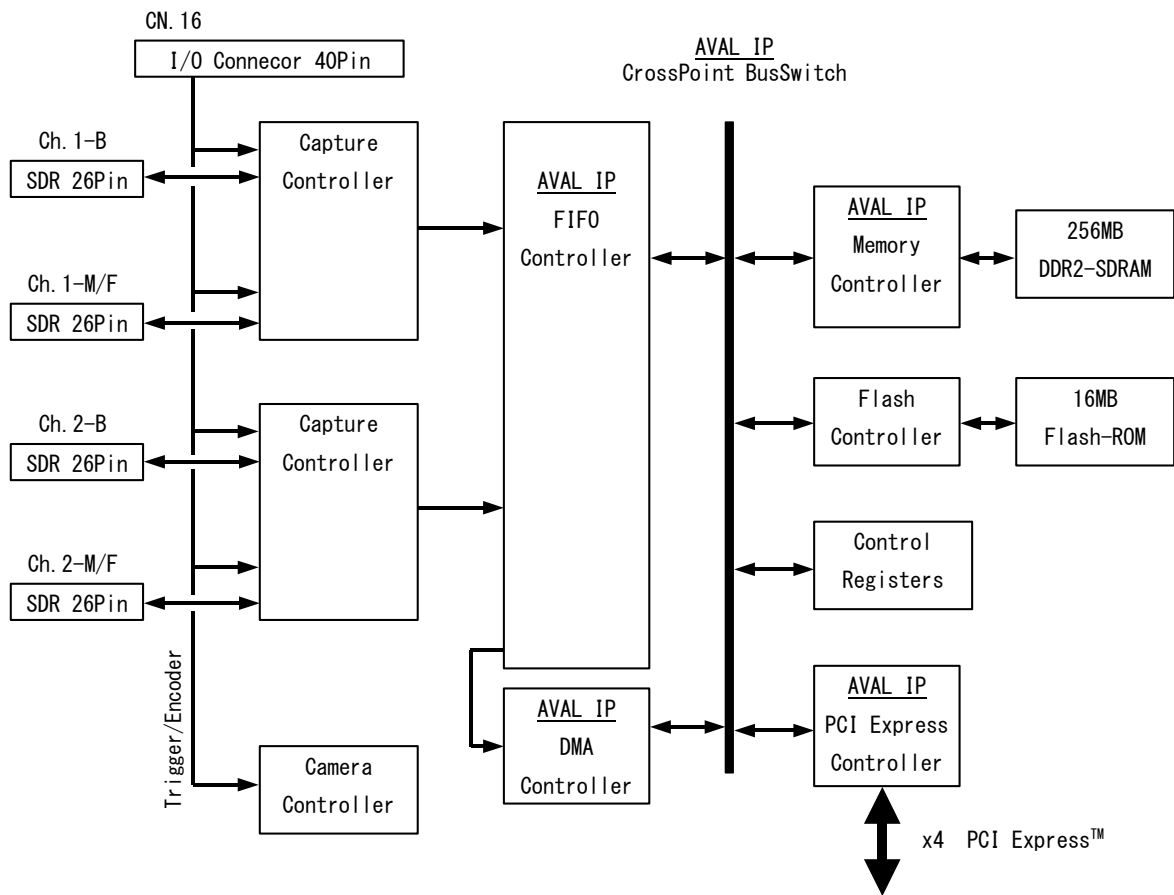 CN.16
I/O Connecor 40Pin
AVAL IP
CrossPoint BusSwitch
Ch.1-B
SDR 26Pin
Ch.1-M/F
SDR 26Pin
Ch.2-B
SDR 26Pin
Ch.2-M/F
SDR 26Pin
Trigger/Encoder
Capture
Controller
Capture
Controller
Camera
Controller
AVAL IP
FIFO
Controller
AVAL IP
DMA
Controller
AVAL IP
Memory
Controller
256MB
DDR2-SDRAM
Flash
Controller
16MB
Flash-ROM
Control
Registers
AVAL IP
PCI Express
Controller
x4 PCI Express™